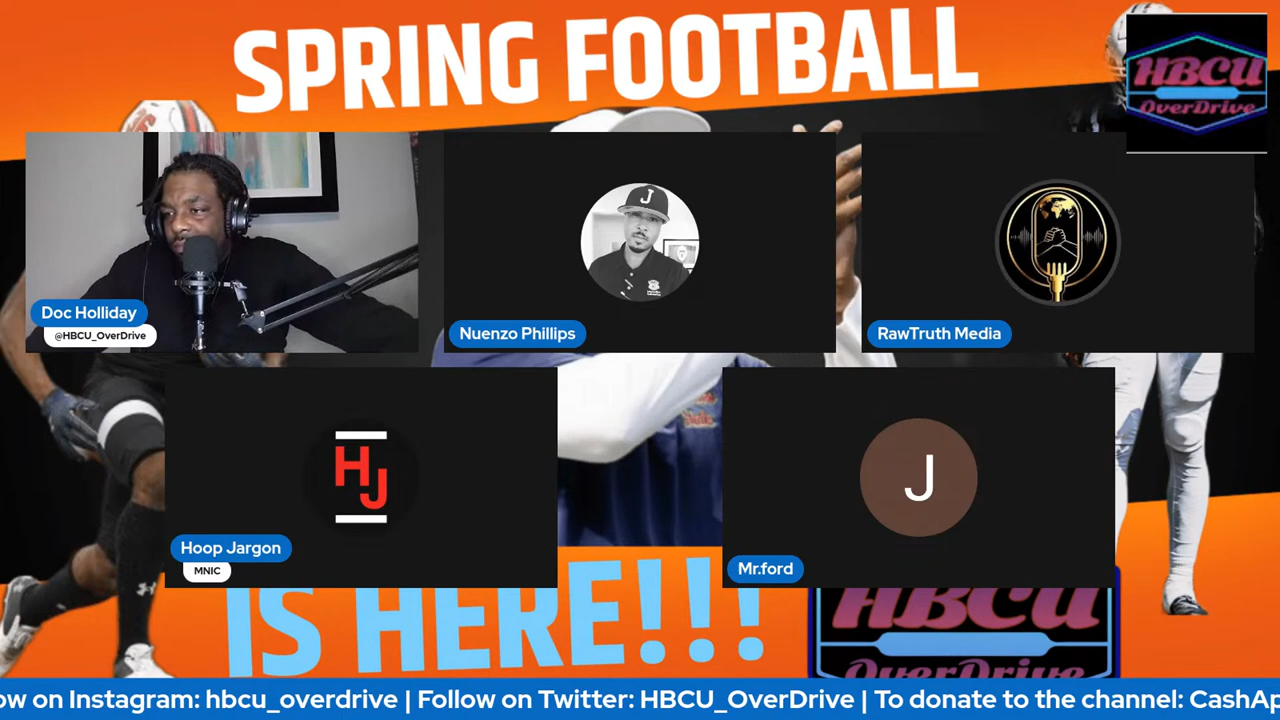 SPRING FOOTBALL
HBCU
OverDrive
Doc Holliday
@HBCU_OverDrive
J
Nuenzo Phillips
RawTruth Media
HJ
Hoop Jargon
MNIC
J
Mr.ford
IS HERE!!!
HBCU
OverDrive
ow on Instagram: hbcu_overdrive | Follow on Twitter: HBCU_OverDrive | To donate to the channel: CashAp